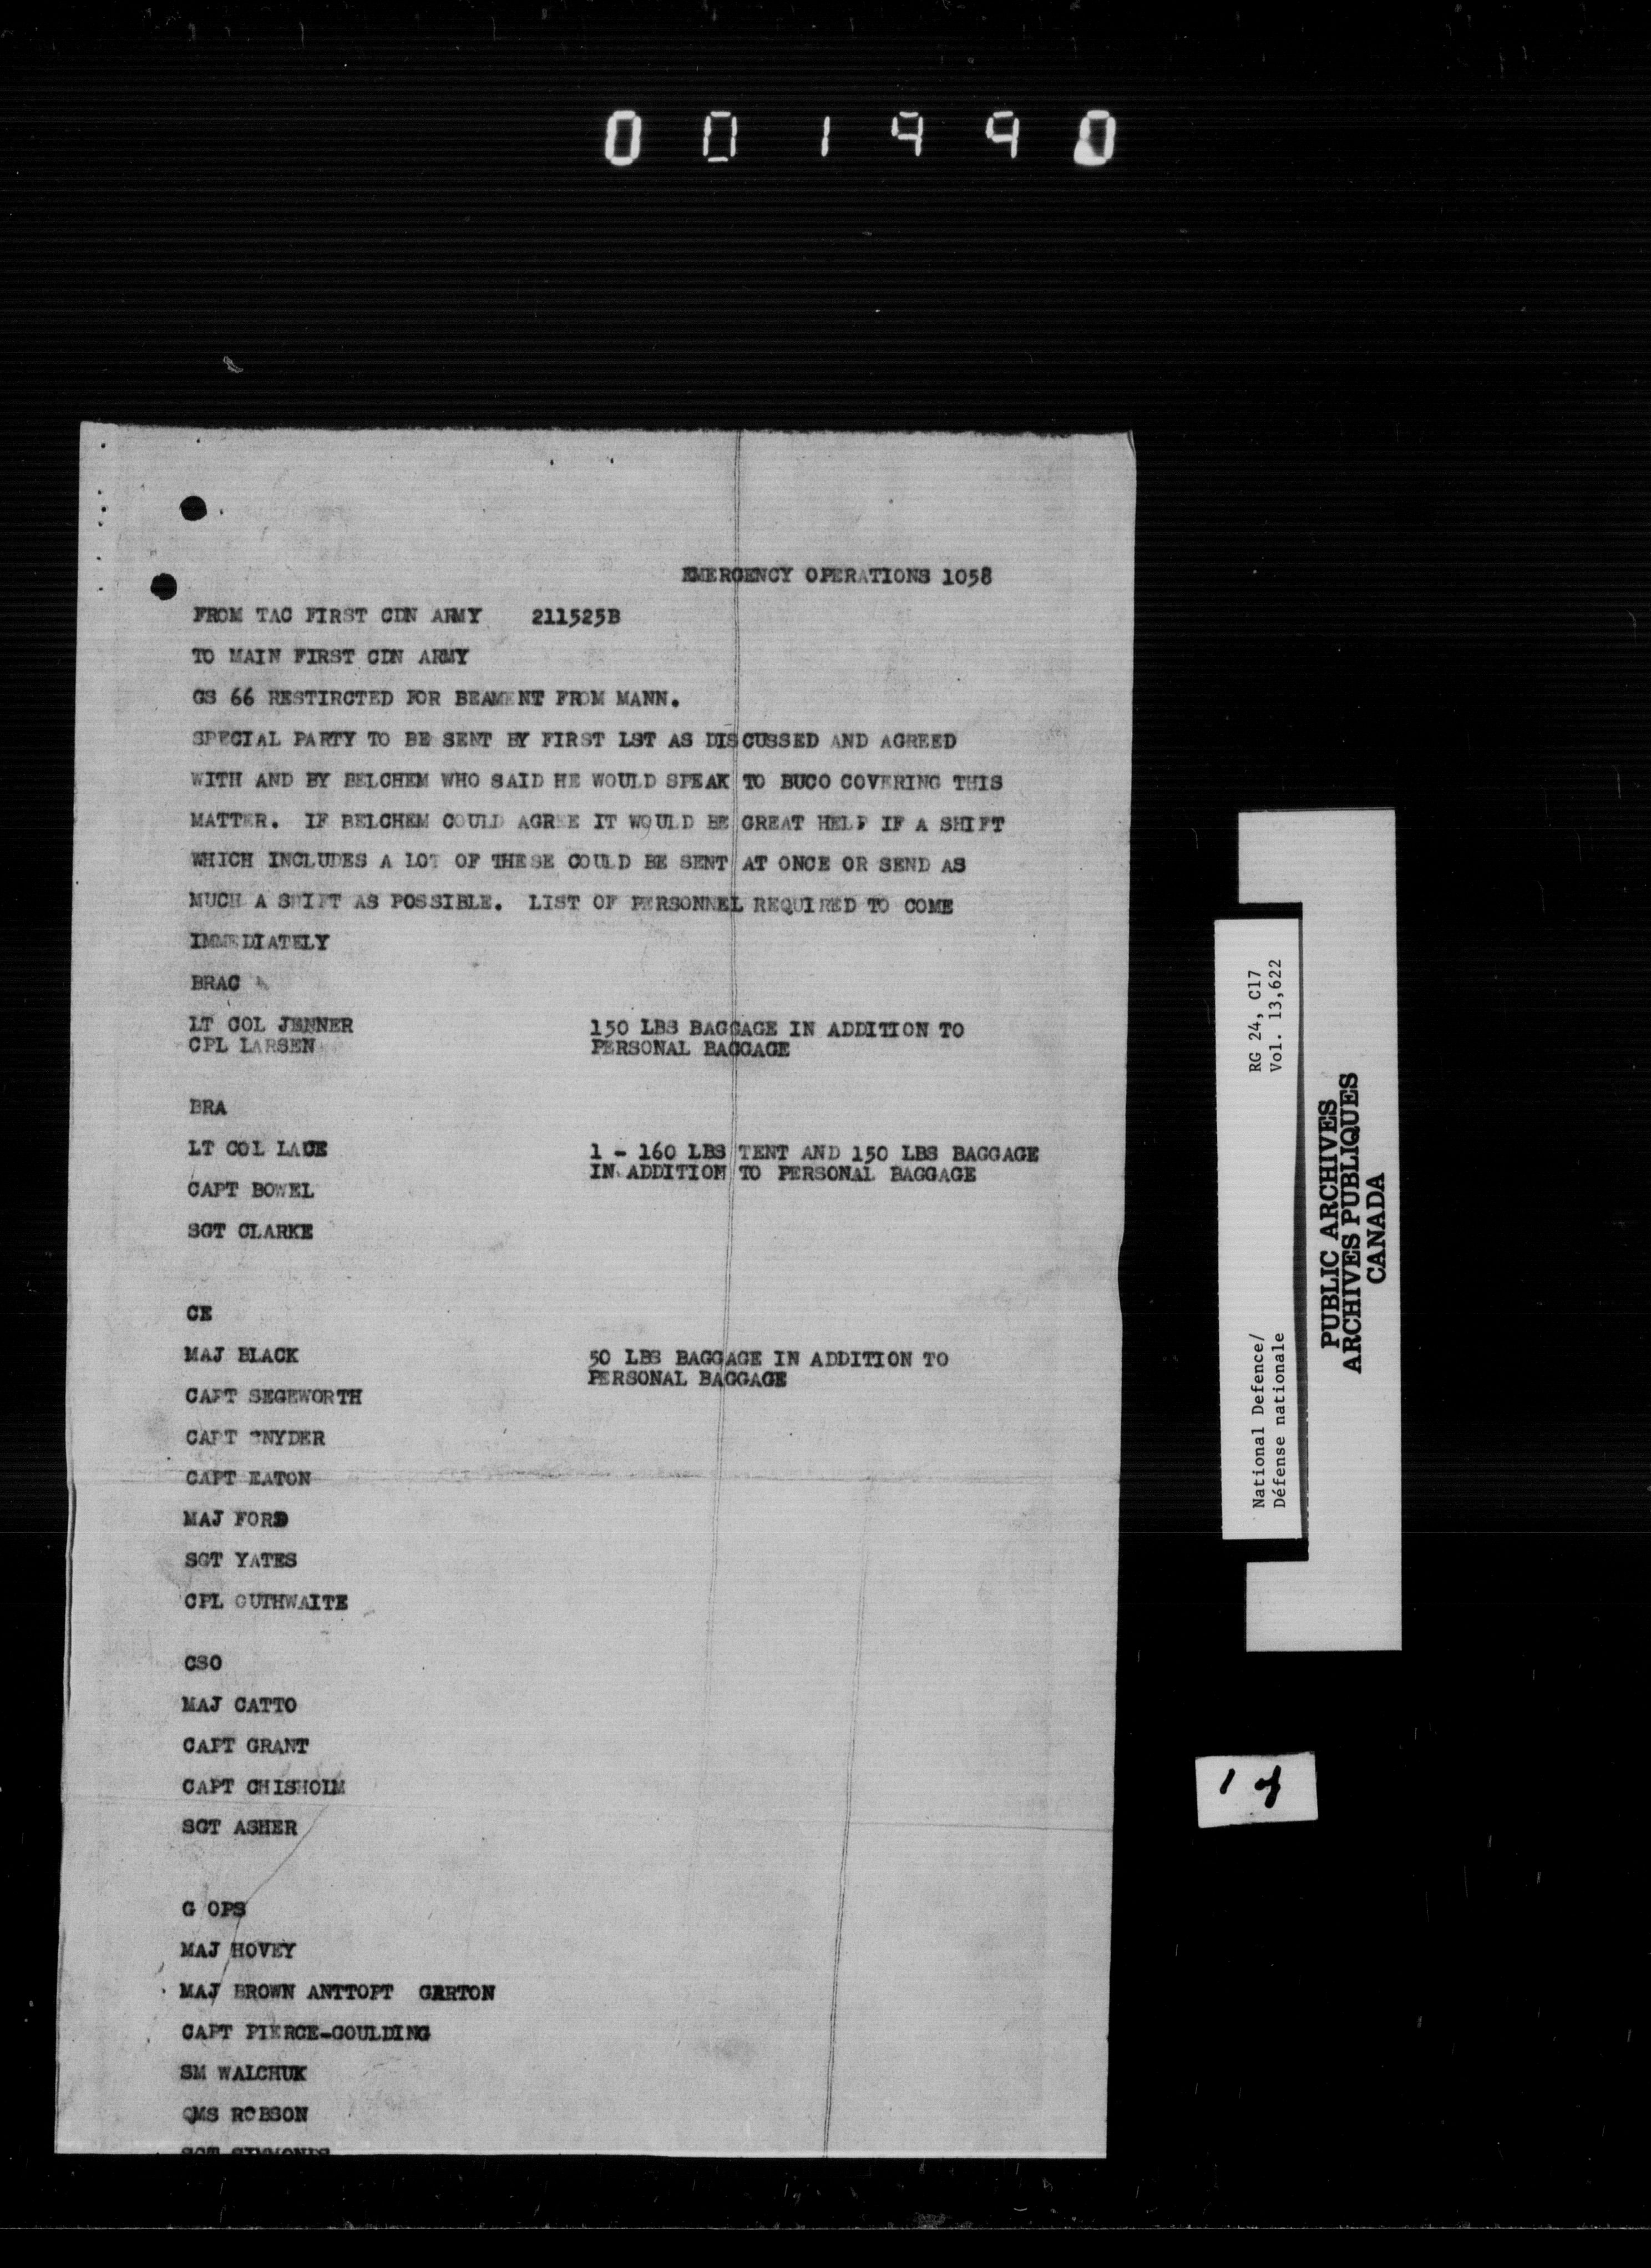 001990
EMERGENCY OPERATIONS 1058
FROM TAC FIRST CDN ARMY 211525B
TO MAIN FIRST CDN ARMY
GS 66 RESTIRCTED FOR BEAMENT FROM MANN.
SPECIAL PARTY TO BE SENT BY FIRST LST AS DISCUSSED AND AGREED
WITH AND BY BELCHEM WHO SAID HE WOULD SPEAK TO BUCO COVERING THIS
MATTER. IF BELCHEM COULD AGREE IT WOULD BE GREAT HELP IF A SHIFT
WHICH INCLUDES A LOT OF THESE COULD BE SENT AT ONCE OR SEND AS
MUCH A SHIFT AS POSSIBLE. LIST OF PERSONNEL REQUIRED TO COME
IMMEDIATELY
BRAC
LT COL JENNER 150 LBS BAGGAGE IN ADDITION TO
CPL LARSEN PERSONAL BAGGAGE
BRA
LT COL LACE 1 - 160 LBS TENT AND 150 LBS BAGGAGE
IN ADDITION TO PERSONAL BAGGAGE
CAPT BOWEL
SGT CLARKE
CE
MAJ BLACK 50 LBS BAGGAGE IN ADDITION TO
PERSONAL BAGGAGE
CAPT SEGEWORTH
CAPT SNYDER
CAPT EATON
MAJ FORD
SGT YATES
CPL OUTHWAITE
CSO
MAJ CATTO
CAPT GRANT
CAPT CHISHOLM
SGT ASHER
G OPS
MAJ HOVEY
MAJ BROWN ANTTOPT GARTON
CAPT PIERCE-GOULDING
SM WALCHUK
QMS ROBSON
SGT SIMMONDS
RG 24, C17
Vol. 13,622
National Defence/
Défense nationale
PUBLIC ARCHIVES
ARCHIVES PUBLIQUES
CANADA